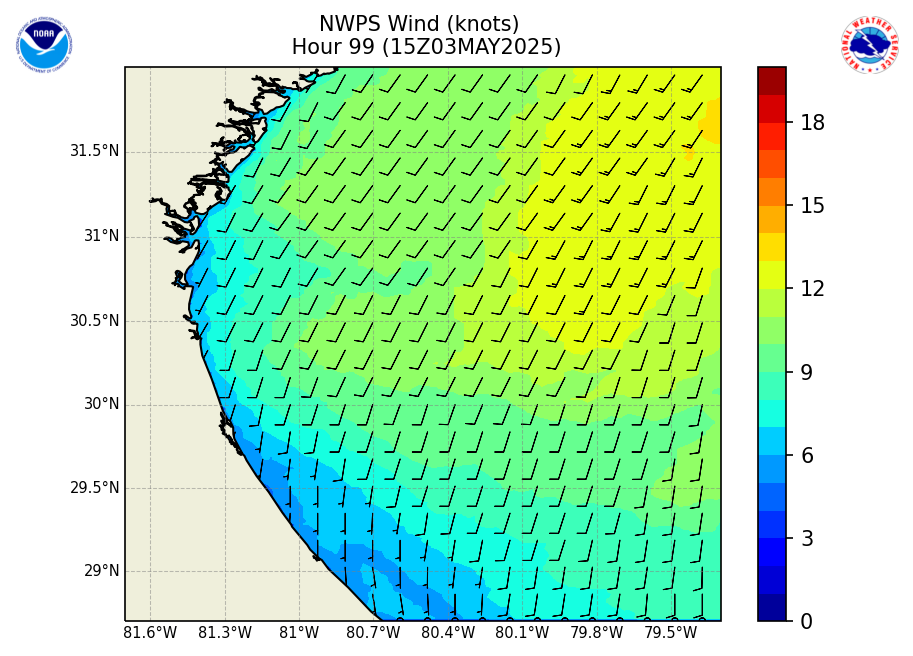 NWPS Wind (knots)
Hour 99 (15Z03MAY2025)
NOAA
NATIONAL WEATHER SERVICE
31.5°N
31°N
30.5°N
30°N
29.5°N
29°N
81.6°W 81.3°W 81°W 80.7°W 80.4°W 80.1°W 79.8°W 79.5°W
18
15
12
9
6
3
0